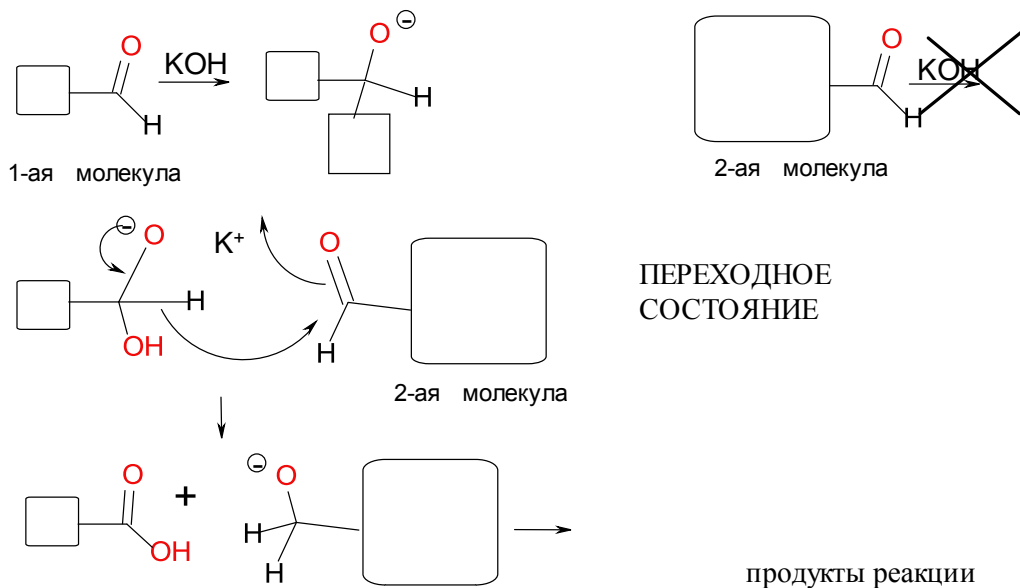 O
KOH
H
1-ая молекула
O
H
O
KOH
H
2-ая молекула
O
H
OH
K+
O
H
2-ая молекула
ПЕРЕХОДНОЕ
СОСТОЯНИЕ
O
OH
+
O
H
H
продукты реакции